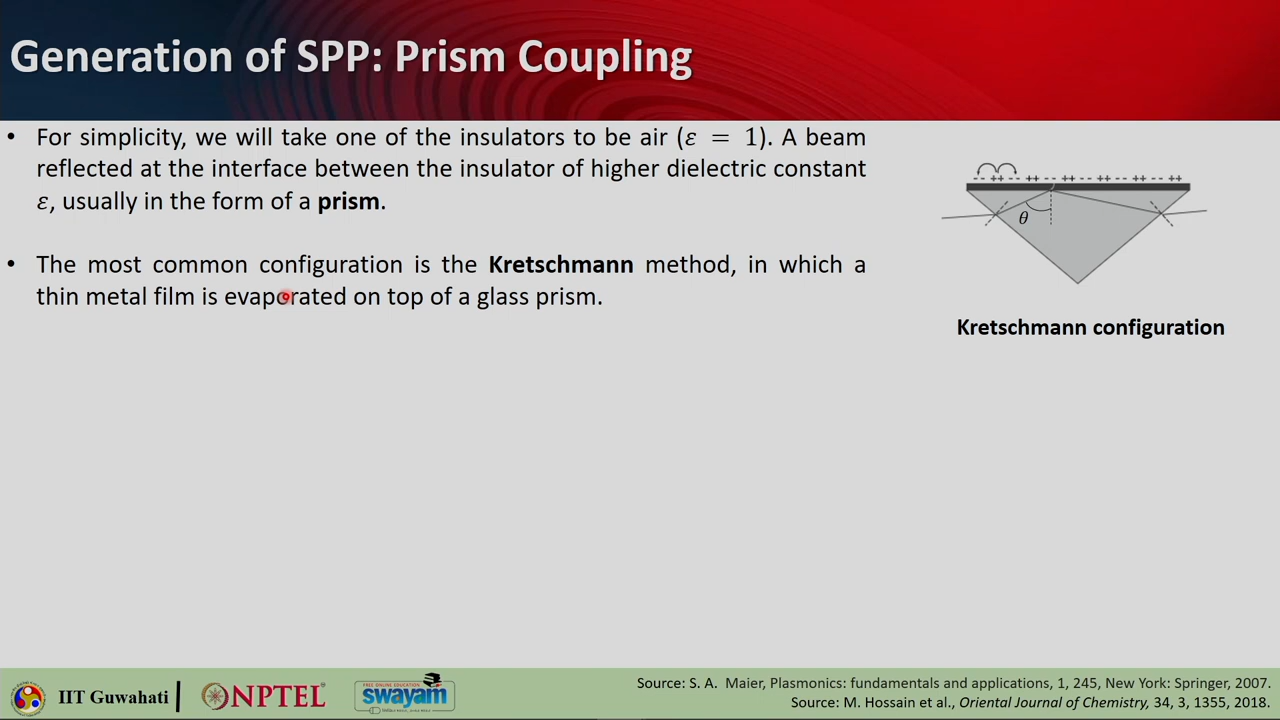 Generation of SPP: Prism Coupling
• For simplicity, we will take one of the insulators to be air (ε = 1). A beam
reflected at the interface between the insulator of higher dielectric constant
ε, usually in the form of a prism.
• The most common configuration is the Kretschmann method, in which a
thin metal film is evaporated on top of a glass prism.
-- ++ -- ++ -- ++ -- ++ -- ++ -- ++
θ
Kretschmann configuration
IIT Guwahati
NPTEL
FREE ONLINE EDUCATION
swayam
Source: S. A. Maier, Plasmonics: fundamentals and applications, 1, 245, New York: Springer, 2007.
Source: M. Hossain et al., Oriental Journal of Chemistry, 34, 3, 1355, 2018.